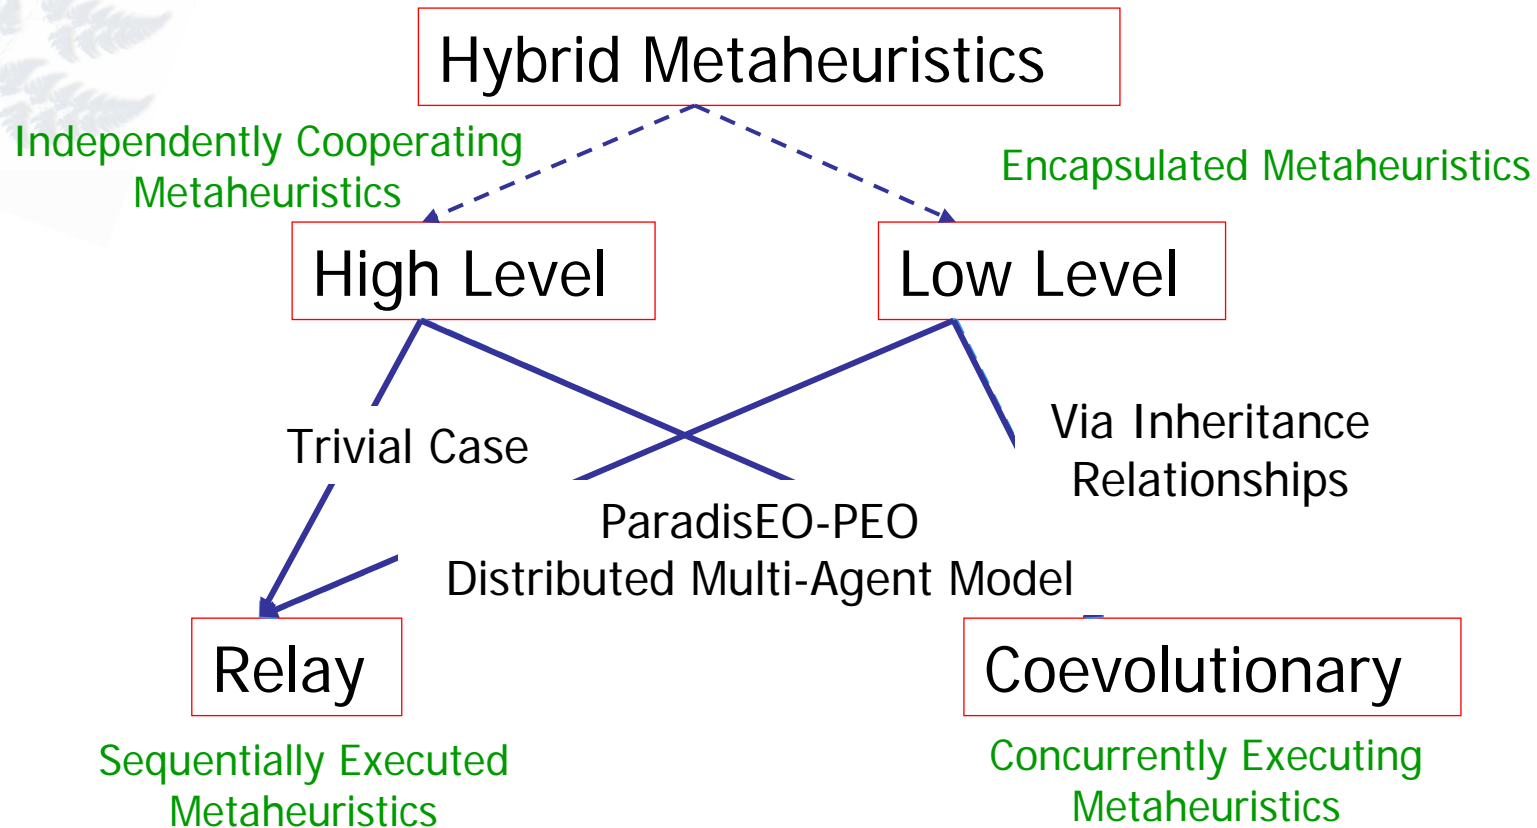 Hybrid Metaheuristics
Independently Cooperating
Metaheuristics
Encapsulated Metaheuristics
High Level
Low Level
Trivial Case
Via Inheritance
Relationships
ParadisEO-PEO
Distributed Multi-Agent Model
Relay
Coevolutionary
Sequentially Executed
Metaheuristics
Concurrently Executing
Metaheuristics